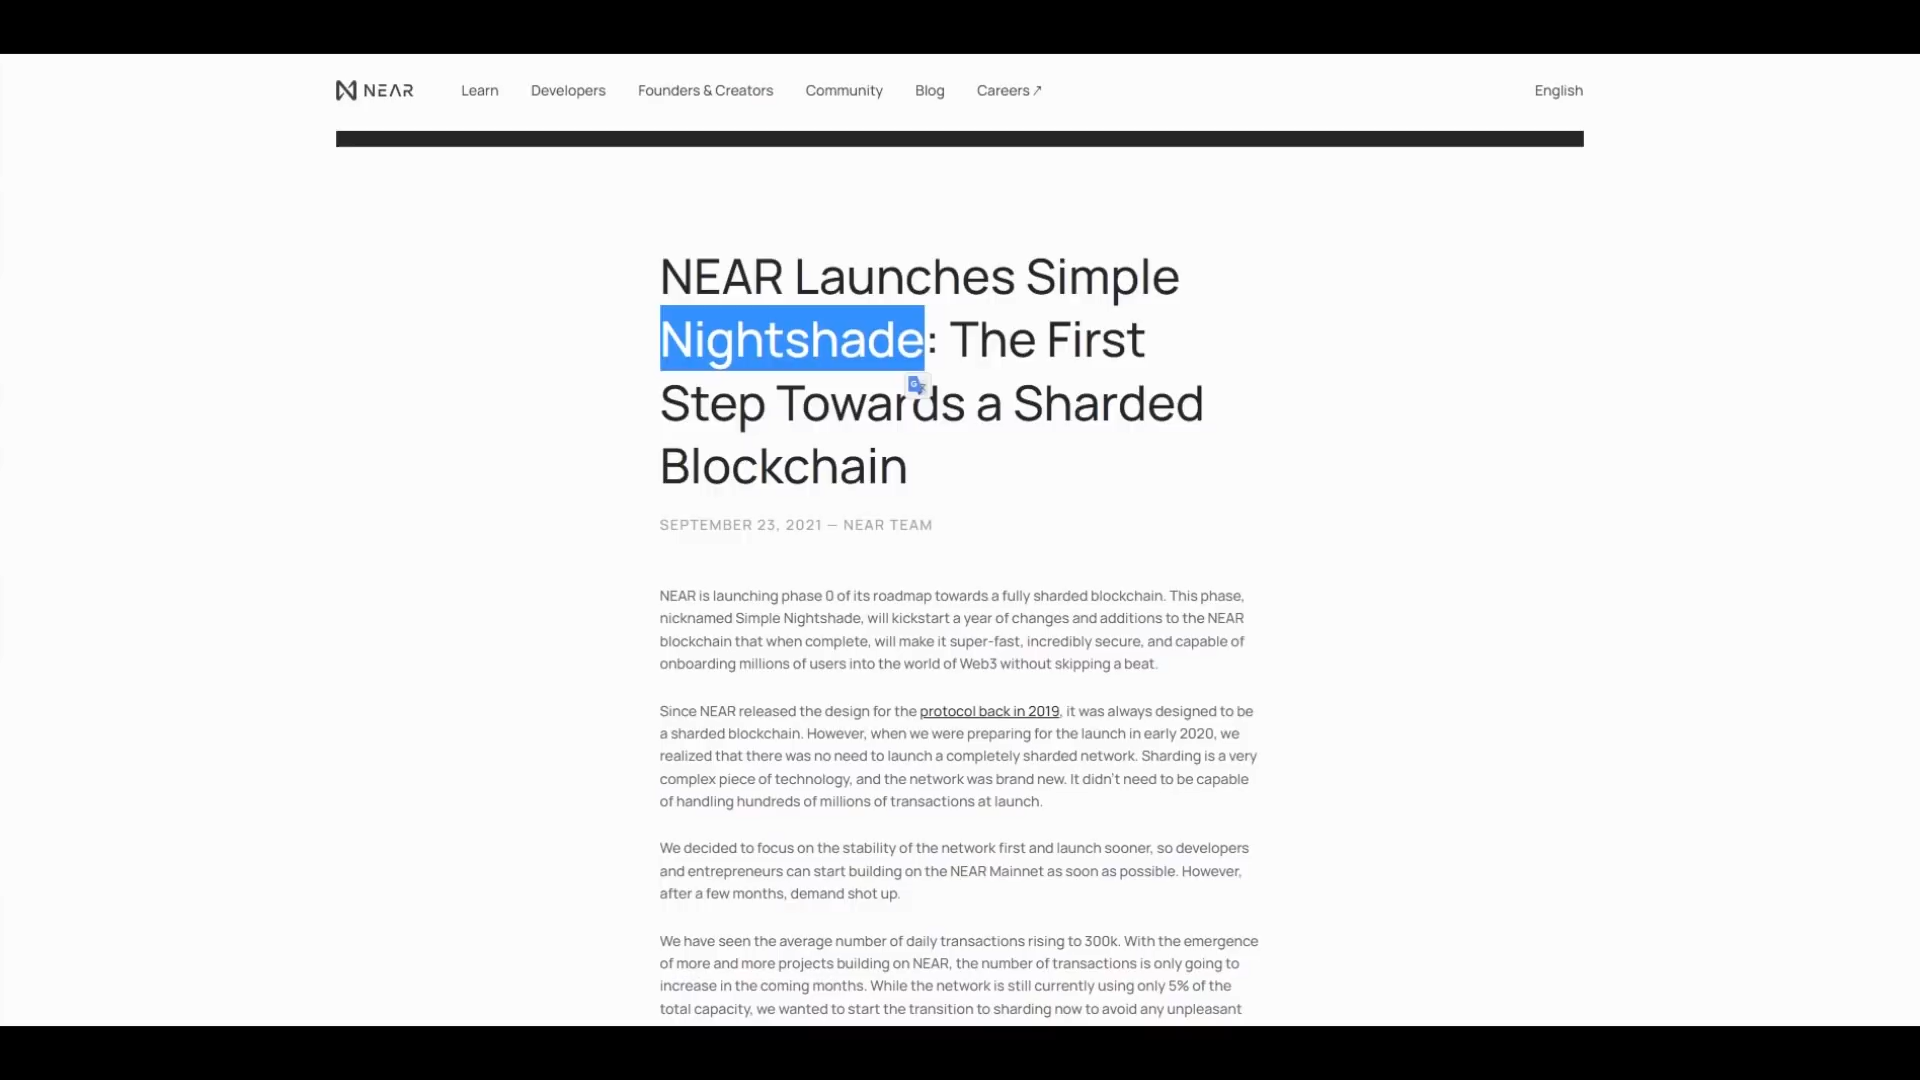 NEAR Learn Developers Founders & Creators Community Blog Careers ↗ English
NEAR Launches Simple
Nightshade: The First
Step Towards a Sharded
Blockchain
SEPTEMBER 23, 2021 — NEAR TEAM
NEAR is launching phase 0 of its roadmap towards a fully sharded blockchain. This phase,
nicknamed Simple Nightshade, will kickstart a year of changes and additions to the NEAR
blockchain that when complete, will make it super-fast, incredibly secure, and capable of
onboarding millions of users into the world of Web3 without skipping a beat.
Since NEAR released the design for the protocol back in 2019, it was always designed to be
a sharded blockchain. However, when we were preparing for the launch in early 2020, we
realized that there was no need to launch a completely sharded network. Sharding is a very
complex piece of technology, and the network was brand new. It didn't need to be capable
of handling hundreds of millions of transactions at launch.
We decided to focus on the stability of the network first and launch sooner, so developers
and entrepreneurs can start building on the NEAR Mainnet as soon as possible. However,
after a few months, demand shot up.
We have seen the average number of daily transactions rising to 300k. With the emergence
of more and more projects building on NEAR, the number of transactions is only going to
increase in the coming months. While the network is still currently using only 5% of the
total capacity, we wanted to start the transition to sharding now to avoid any unpleasant